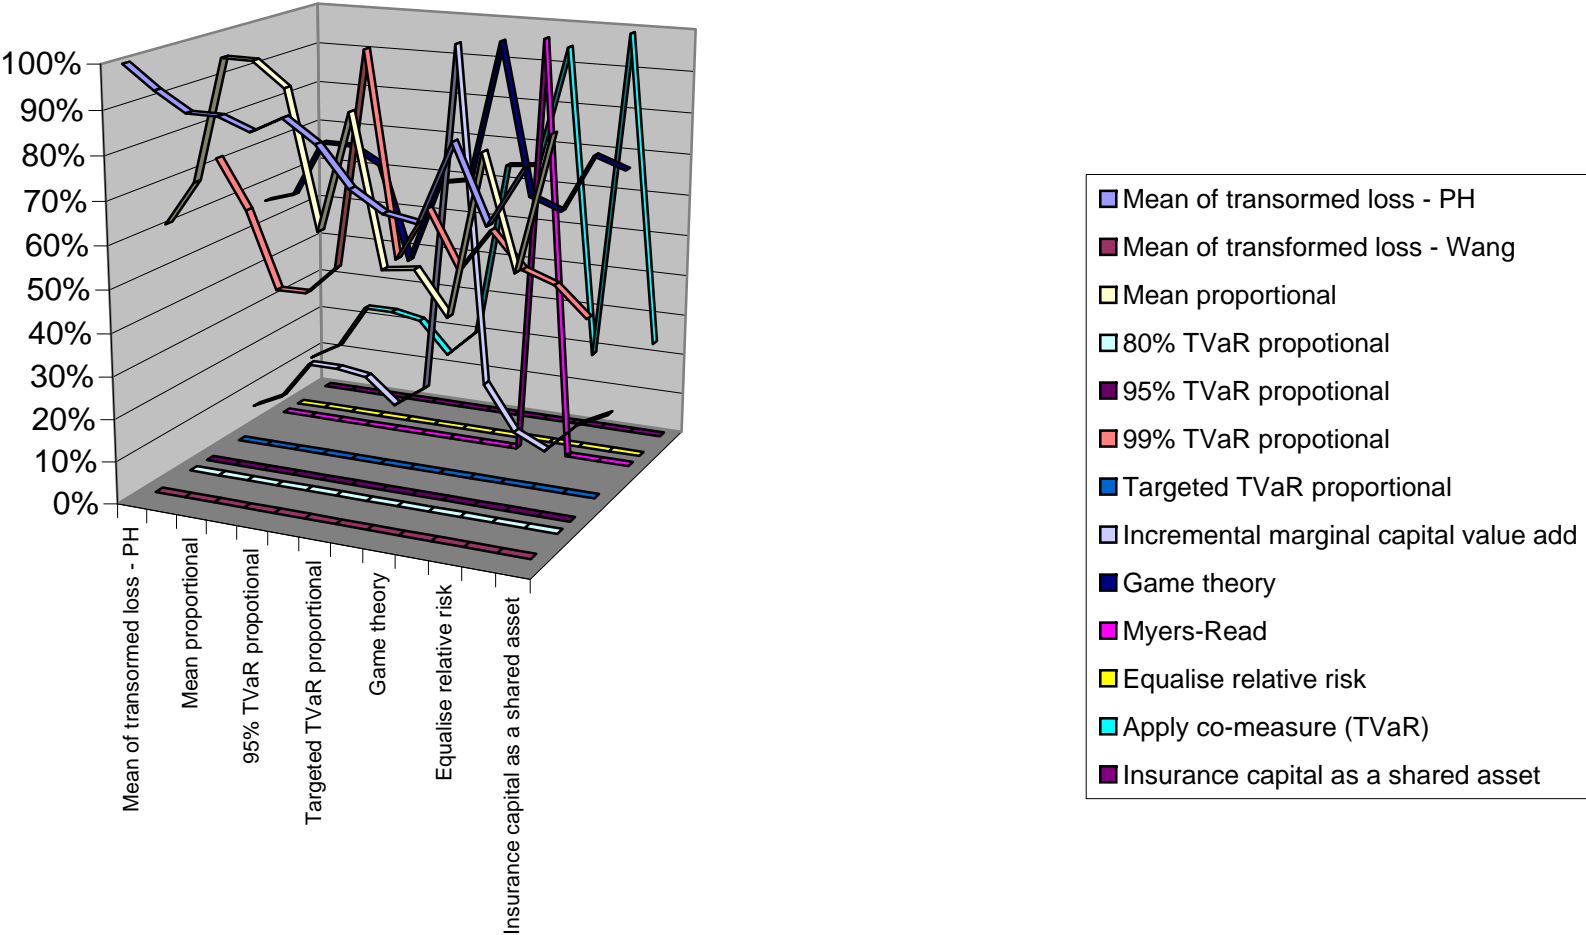 100%
90%
80%
70%
60%
50%
40%
30%
20%
10%
0%
Mean of transormed loss - PH
Mean proportional
95% TVaR propotional
Targeted TVaR proportional
Game theory
Equalise relative risk
Insurance capital as a shared asset
Mean of transormed loss - PH
Mean of transformed loss - Wang
Mean proportional
80% TVaR propotional
95% TVaR propotional
99% TVaR propotional
Targeted TVaR proportional
Incremental marginal capital value add
Game theory
Myers-Read
Equalise relative risk
Apply co-measure (TVaR)
Insurance capital as a shared asset